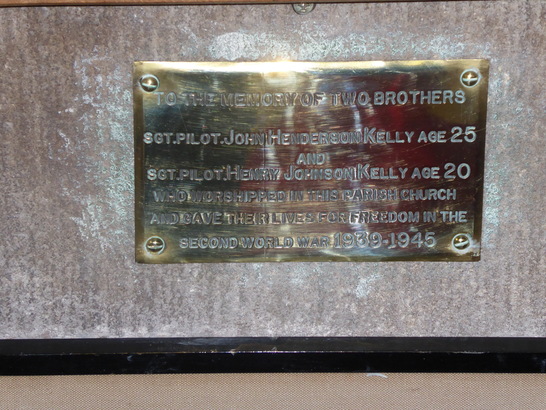 TO THE MEMORY OF TWO BROTHERS
SGT.PILOT. JOHN HENDERSON KELLY AGE 25
AND
SGT.PILOT. HENRY JOHNSON KELLY AGE 20
WHO WORSHIPPED IN THIS PARISH CHURCH
AND GAVE THEIR LIVES FOR FREEDOM IN THE
SECOND WORLD WAR. 1939-1945.